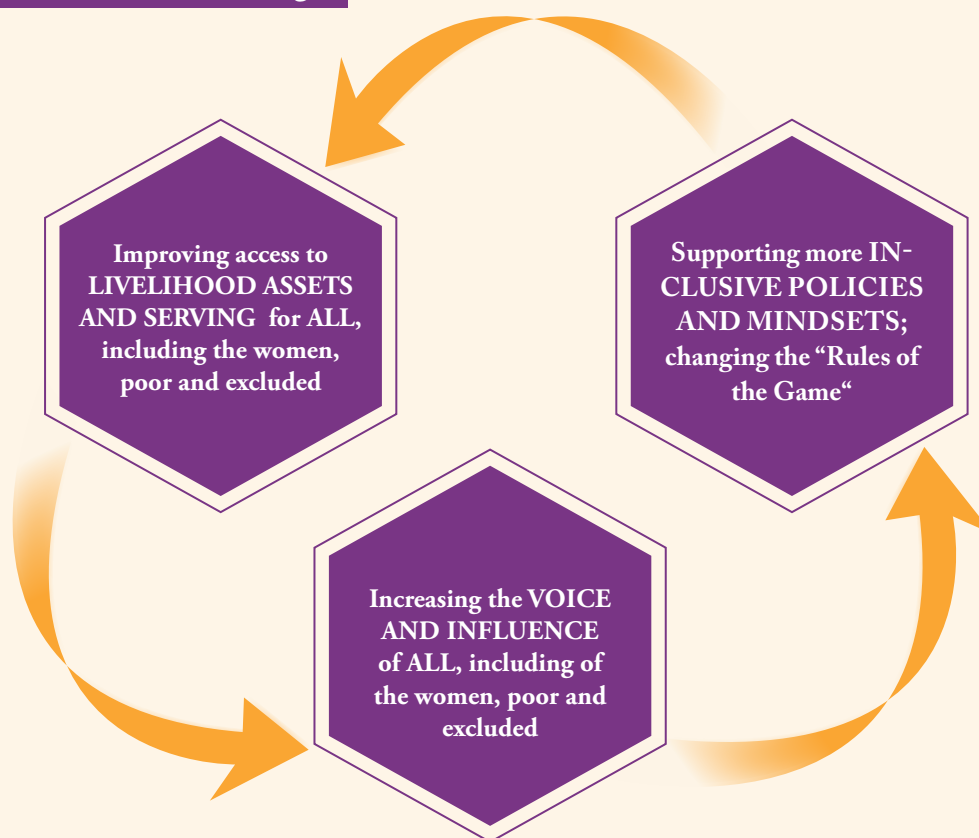 Improving access to
LIVELIHOOD ASSETS
AND SERVING for ALL,
including the women,
poor and excluded
Supporting more IN-
CLUSIVE POLICIES
AND MINDSETS;
changing the “Rules of
the Game“
Increasing the VOICE
AND INFLUENCE
of ALL, including of
the women, poor and
excluded